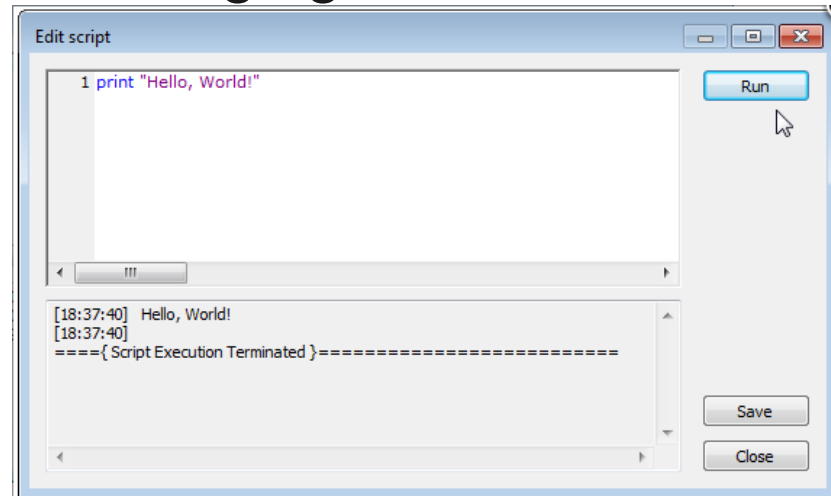 Edit script
1 print "Hello, World!"
Run
[18:37:40] Hello, World!
[18:37:40]
===={ Script Execution Terminated }==========================
Save
Close